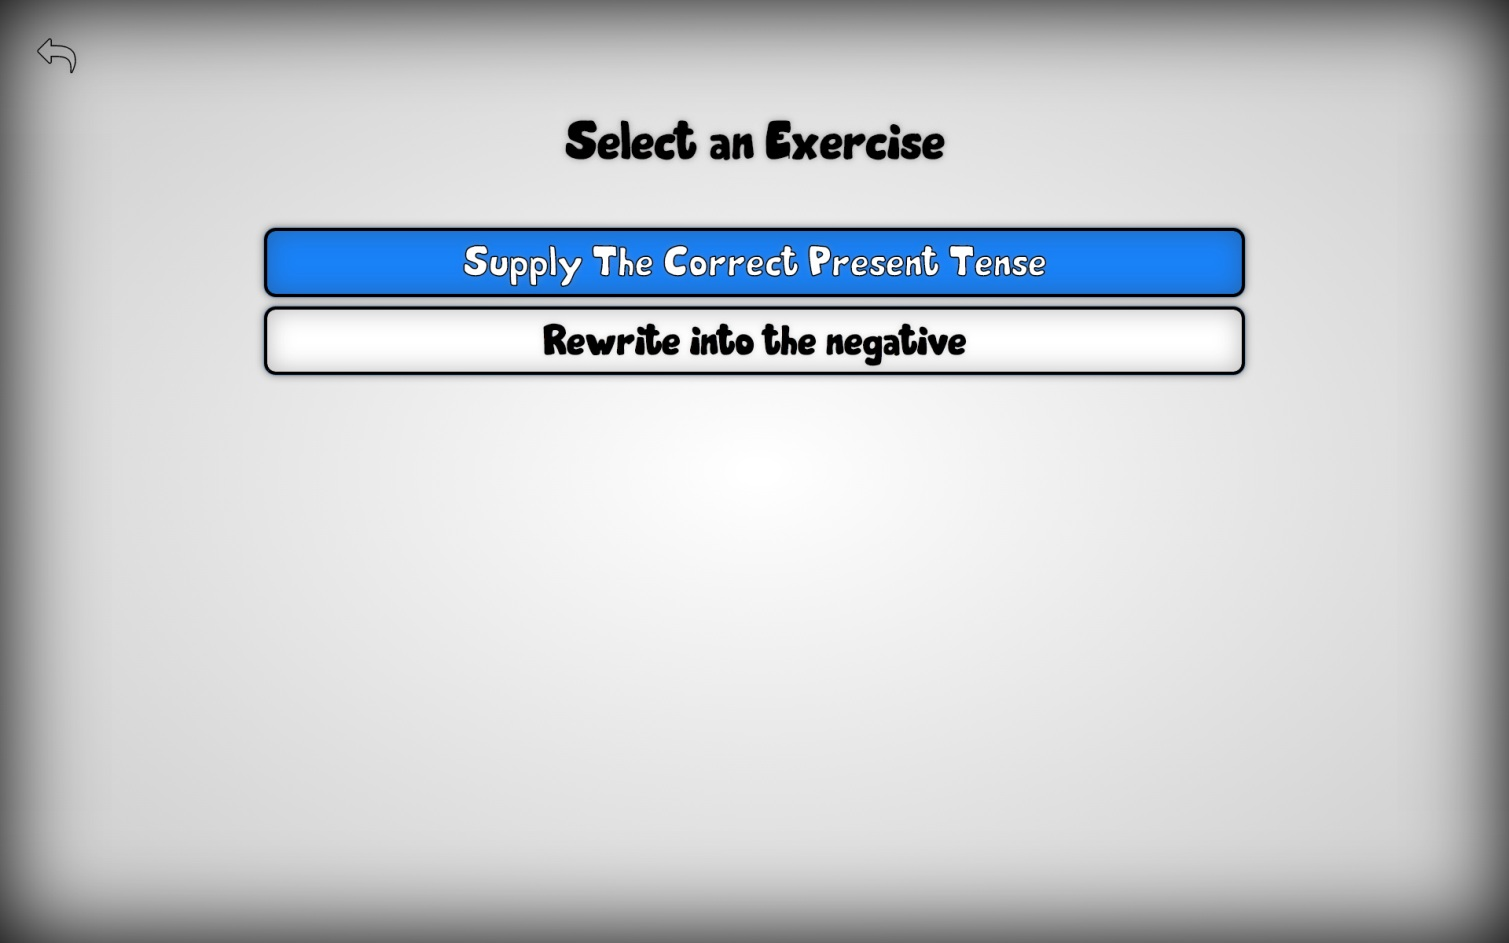 Select an Exercise
Supply The Correct Present Tense
Rewrite into the negative